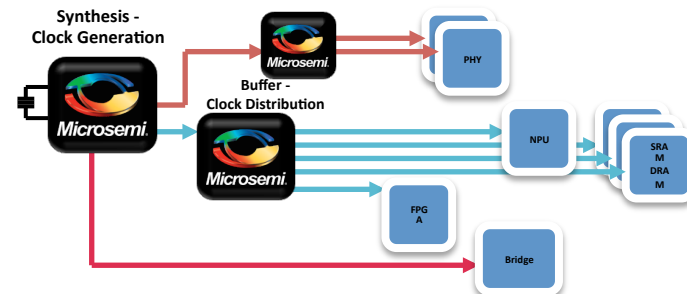 Synthesis -
Clock Generation
Microsemi.
Microsemi.
PHY
Buffer -
Clock Distribution
Microsemi.
NPU
SRA
M
DRA
M
FPG
A
Bridge